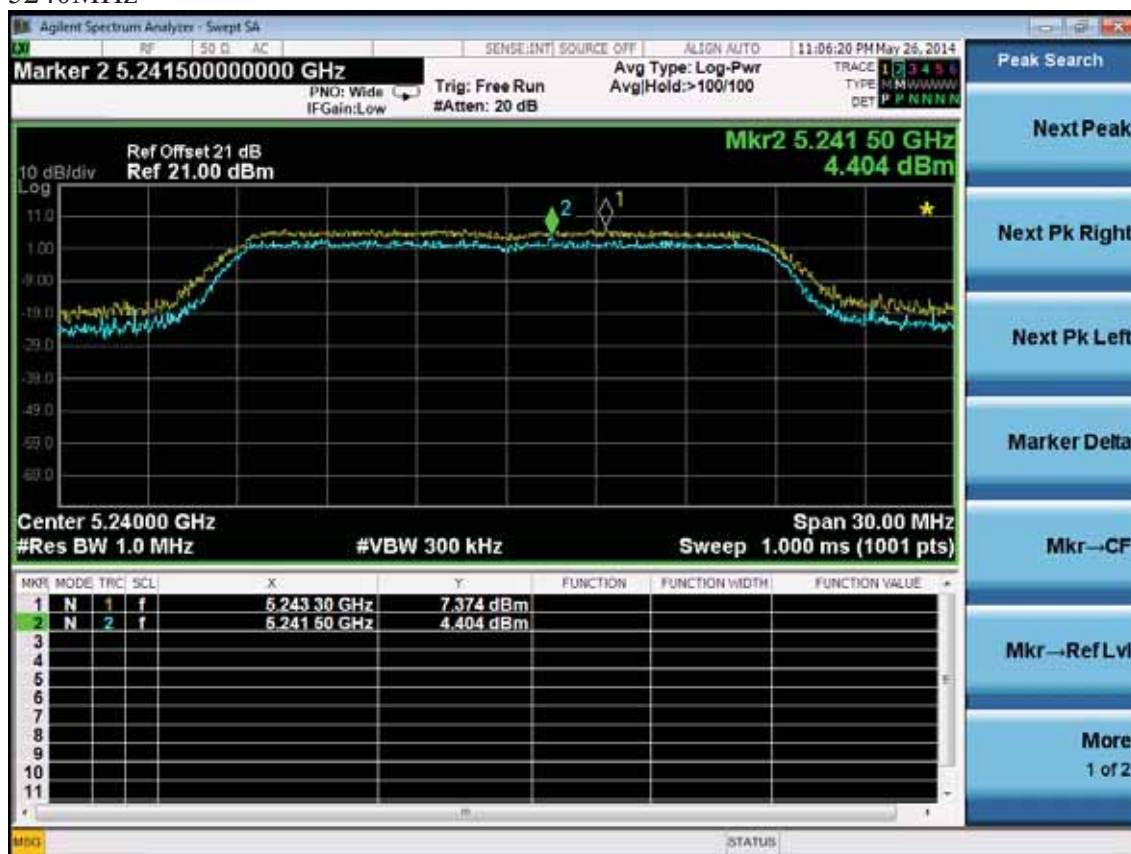 5240MHz
Agilent Spectrum Analyzer - Swept SA
LXI RF 50 Ω AC SENSE:INT SOURCE OFF ALIGN AUTO 11:06:20 PM May 26, 2014
Marker 2 5.241500000000 GHz
PNO: Wide
IFGain:Low
Trig: Free Run
#Atten: 20 dB
Avg Type: Log-Pwr
Avg|Hold:>100/100
TRACE 1 2 3 4 5 6
TYPE M M W W W W
DET P P N N N N
Mkr2 5.241 50 GHz
4.404 dBm
Ref Offset 21 dB
10 dB/div Ref 21.00 dBm
Log
11.0
1.00
-9.00
-19.0
-29.0
-39.0
-49.0
-59.0
-69.0
2 1
*
Center 5.24000 GHz Span 30.00 MHz
#Res BW 1.0 MHz #VBW 300 kHz Sweep 1.000 ms (1001 pts)
MKR MODE TRC SCL X Y FUNCTION FUNCTION WIDTH FUNCTION VALUE
1 N 1 f 5.243 30 GHz 7.374 dBm
2 N 2 f 5.241 50 GHz 4.404 dBm
3
4
5
6
7
8
9
10
11
MSG STATUS
Peak Search
Next Peak
Next Pk Right
Next Pk Left
Marker Delta
Mkr→CF
Mkr→Ref Lvl
More
1 of 2